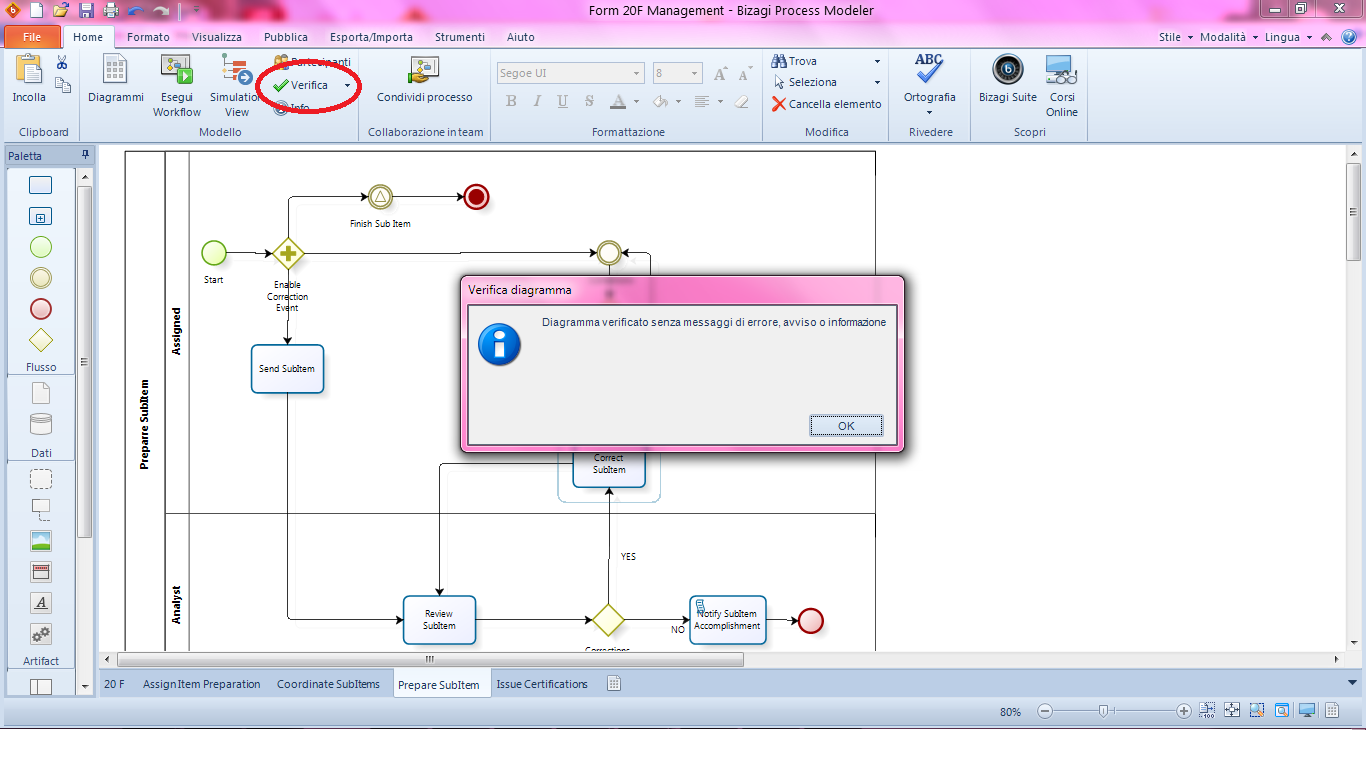 Form 20F Management - Bizagi Process Modeler
File
Home
Formato
Visualizza
Pubblica
Esporta/Importa
Strumenti
Aiuto
Stile
Modalità
Lingua
Incolla
Clipboard
Diagrammi
Esegui
Workflow
Simulation
View
Partecipanti
Verifica
Info
Modello
Condividi processo
Collaborazione in team
Segoe UI
8
B I U S A
Formattazione
Trova
Seleziona
Cancella elemento
Modifica
ABC
Ortografia
Rivedere
Bizagi Suite
Corsi
Online
Scopri
Paletta
Flusso
Dati
Artifact
Preparre SubItem
Assigned
Analyst
Finish Sub Item
Start
Enable
Correction
Event
Send SubItem
Verifica diagramma
Diagramma verificato senza messaggi di errore, avviso o informazione
OK
Correct
SubItem
YES
Review
SubItem
NO
Notify SubItem
Accomplishment
Corrections
20 F
Assign Item Preparation
Coordinate SubItems
Prepare SubItem
Issue Certifications
80%
100